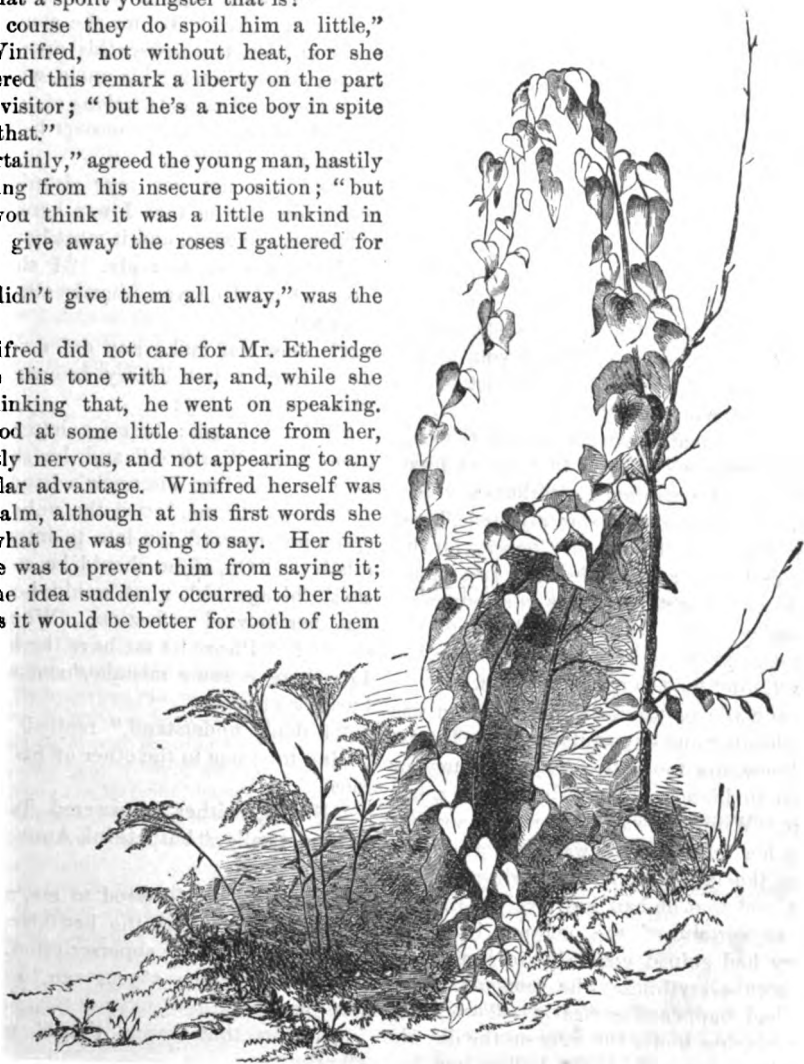 a spoilt youngster that is!
course they do spoil him a little,”
Winifred, not without heat, for she
ered this remark a liberty on the part
visitor; “but he’s a nice boy in spite
that.”
rtainly,” agreed the young man, hastily
ng from his insecure position; “but
you think it was a little unkind in
give away the roses I gathered for
didn’t give them all away,” was the
ifred did not care for Mr. Etheridge
this tone with her, and, while she
inking that, he went on speaking.
od at some little distance from her,
ly nervous, and not appearing to any
lar advantage. Winifred herself was
alm, although at his first words she
what he was going to say. Her first
e was to prevent him from saying it;
he idea suddenly occurred to her that
s it would be better for both of them